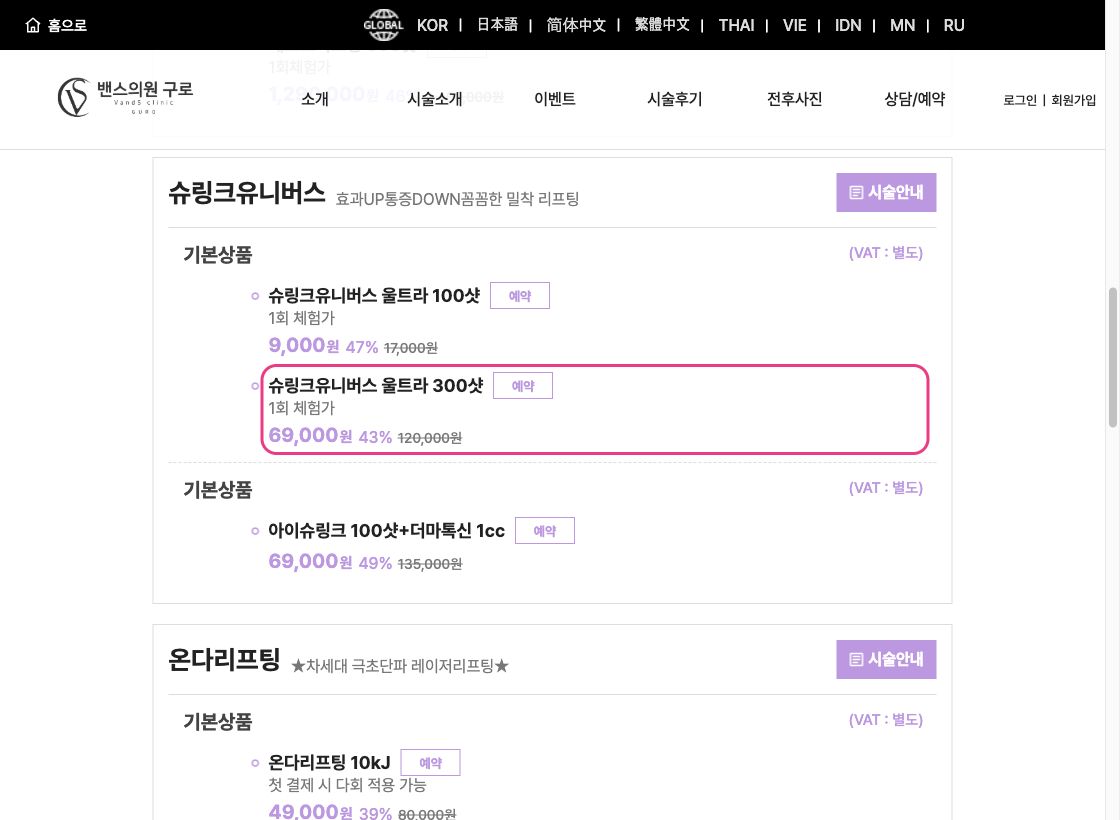 홈으로
GLOBAL KOR | 日本語 | 简体中文 | 繁體中文 | THAI | VIE | IDN | MN | RU
1회체험가
밴스의원 구로
VandS clinic
GURO
소개 시술소개 이벤트 시술후기 전후사진 상담/예약 로그인 | 회원가입
슈링크유니버스 효과UP통증DOWN꼼꼼한 밀착 리프팅 시술안내
기본상품 (VAT : 별도)
슈링크유니버스 울트라 100샷 예약
1회 체험가
9,000원 47% 17,000원
슈링크유니버스 울트라 300샷 예약
1회 체험가
69,000원 43% 120,000원
기본상품 (VAT : 별도)
아이슈링크 100샷+더마톡신 1cc 예약
69,000원 49% 135,000원
온다리프팅 ★차세대 극초단파 레이저리프팅★ 시술안내
기본상품 (VAT : 별도)
온다리프팅 10kJ 예약
첫 결제 시 다회 적용 가능
49,000원 39% 80,000원